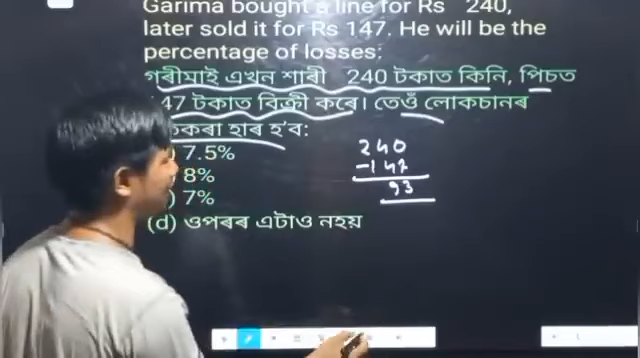 Garima bought a line for Rs 240,
later sold it for Rs 147. He will be the
percentage of losses:
গৰীমাই এখন শাৰী 240 টকাত কিনি, পিচত
47 টকাত বিক্ৰী কৰে। তেওঁ লোকচানৰ
হাৰ হ'ব:
7.5%
8%
) 7%
(d) ওপৰৰ এটাও নহয়
240
-147
93